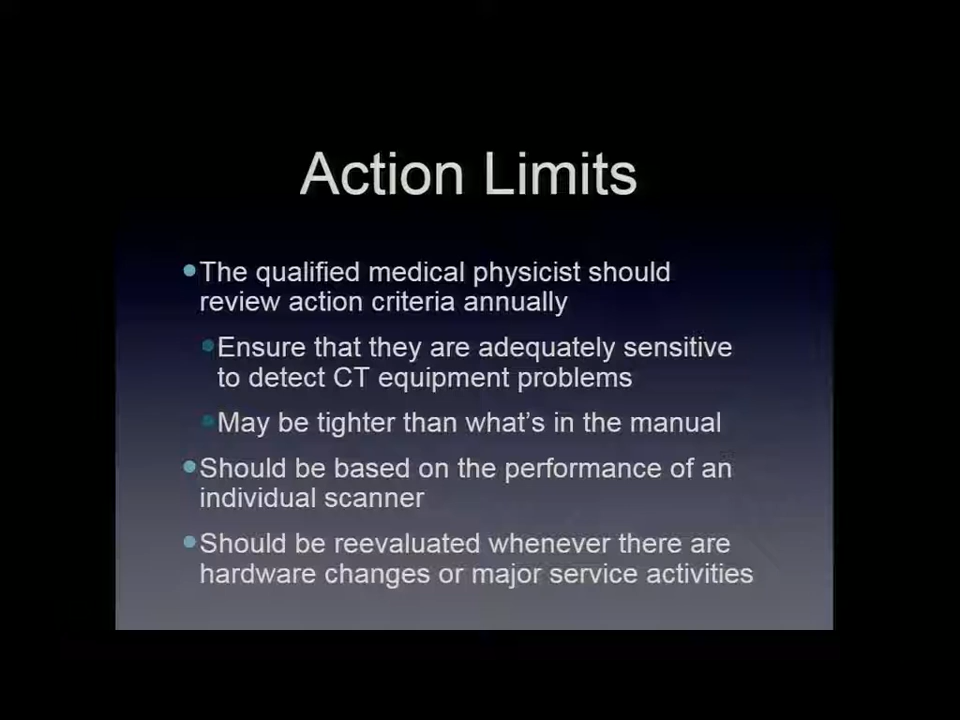 Action Limits
•The qualified medical physicist should
review action criteria annually
•Ensure that they are adequately sensitive
to detect CT equipment problems
•May be tighter than what's in the manual
•Should be based on the performance of an
individual scanner
•Should be reevaluated whenever there are
hardware changes or major service activities